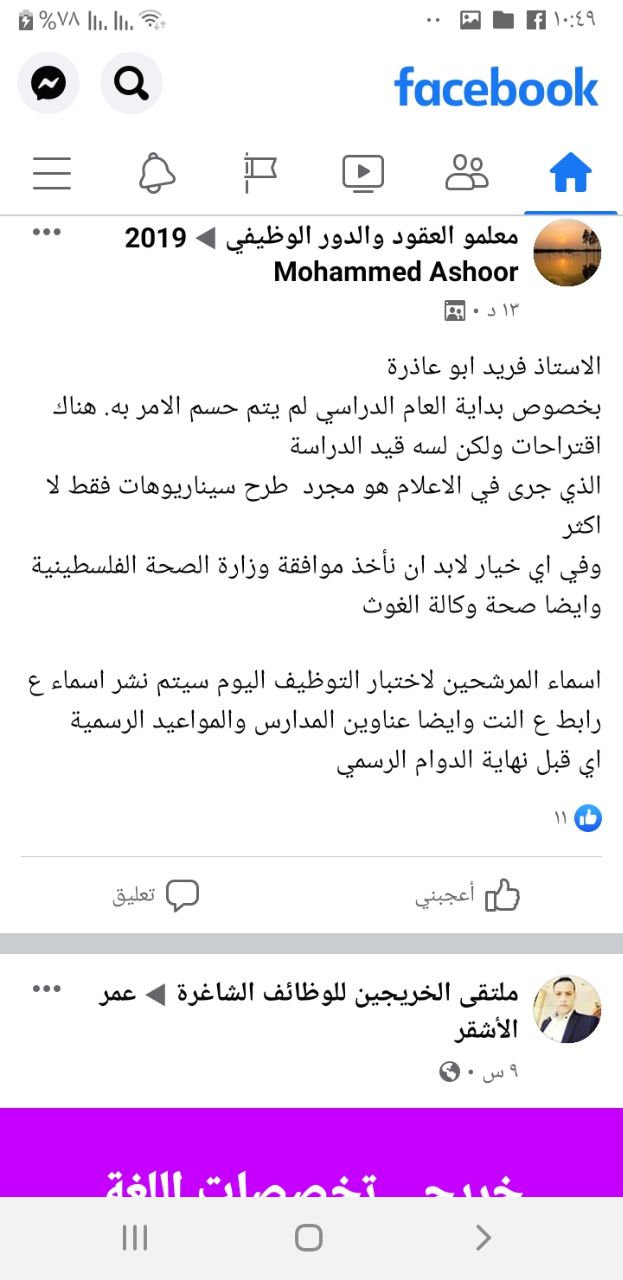 %٧٨ ١٠:٤٩
facebook
معلمو العقود والدور الوظيفي ◀ 2019
Mohammed Ashoor
١٣ د •
الاستاذ فريد ابو عاذرة
بخصوص بداية العام الدراسي لم يتم حسم الامر به. هناك
اقتراحات ولكن لسه قيد الدراسة
الذي جرى في الاعلام هو مجرد طرح سيناريوهات فقط لا
اكثر
وفي اي خيار لابد ان نأخذ موافقة وزارة الصحة الفلسطينية
وايضا صحة وكالة الغوث
اسماء المرشحين لاختبار التوظيف اليوم سيتم نشر اسماء ع
رابط ع النت وايضا عناوين المدارس والمواعيد الرسمية
اي قبل نهاية الدوام الرسمي
١١
أعجبني تعليق
ملتقى الخريجين للوظائف الشاغرة ◀ عمر
الأشقر
٩ س •
خريجي تخصصات اللغة